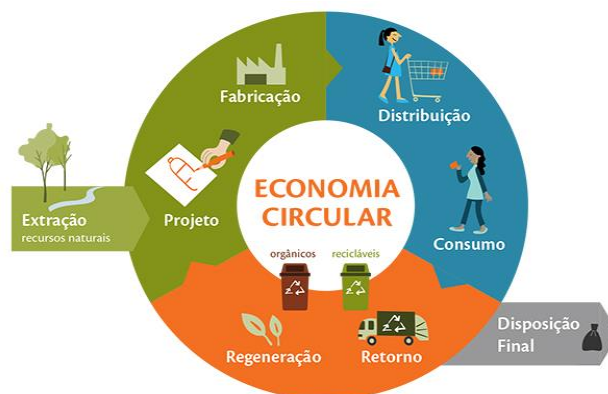 Fabricação
Distribuição
Extração
recursos naturais
Projeto
ECONOMIA
CIRCULAR
Consumo
orgânicos
recicláveis
Regeneração
Retorno
Disposição
Final